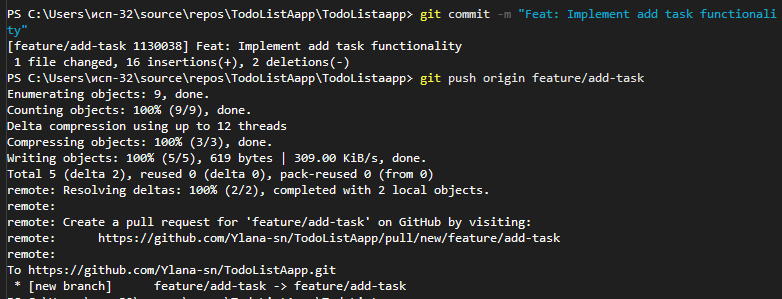 PS C:\Users\исп-32\source\repos\TodoListAapp\TodoListaapp> git commit -m "Feat: Implement add task functionali
ty"
[feature/add-task 1130038] Feat: Implement add task functionality
 1 file changed, 16 insertions(+), 2 deletions(-)
PS C:\Users\исп-32\source\repos\TodoListAapp\TodoListaapp> git push origin feature/add-task
Enumerating objects: 9, done.
Counting objects: 100% (9/9), done.
Delta compression using up to 12 threads
Compressing objects: 100% (3/3), done.
Writing objects: 100% (5/5), 619 bytes | 309.00 KiB/s, done.
Total 5 (delta 2), reused 0 (delta 0), pack-reused 0 (from 0)
remote: Resolving deltas: 100% (2/2), completed with 2 local objects.
remote:
remote: Create a pull request for 'feature/add-task' on GitHub by visiting:
remote:      https://github.com/Ylana-sn/TodoListAapp/pull/new/feature/add-task
remote:
To https://github.com/Ylana-sn/TodoListAapp.git
 * [new branch]      feature/add-task -> feature/add-task